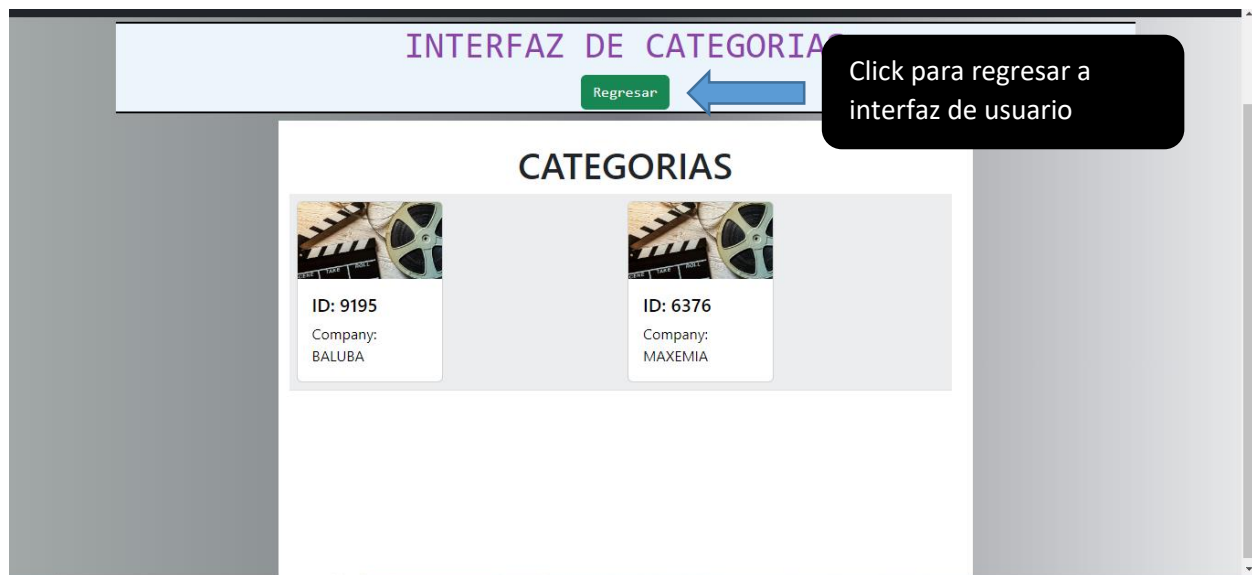 INTERFAZ DE CATEGORIAS
Regresar
Click para regresar a
interfaz de usuario
CATEGORIAS
ID: 9195
Company:
BALUBA
ID: 6376
Company:
MAXEMIA